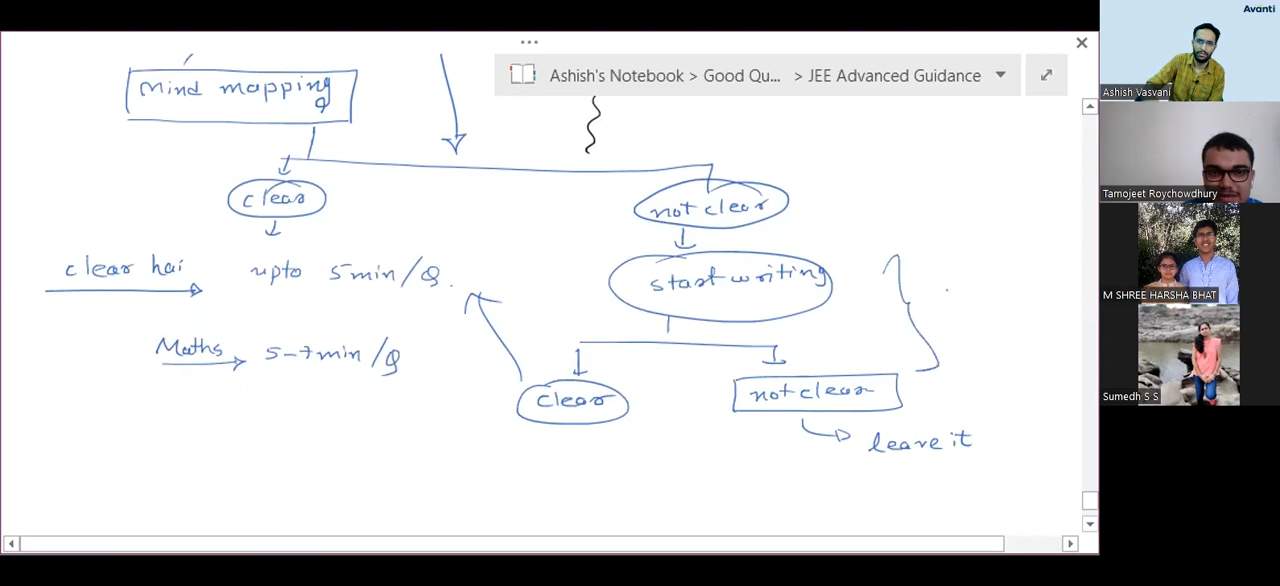 Avanti
...
Ashish's Notebook > Good Qu... > JEE Advanced Guidance
Mind mapping
Q
clear
not clear
clear hai
upto 5min/Q.
start writing
Maths
5-7min/Q
clear
not clear
leave it
Ashish Vasvani
Tamojeet Roychowdhury
M SHREE HARSHA BHAT
Sumedh S S